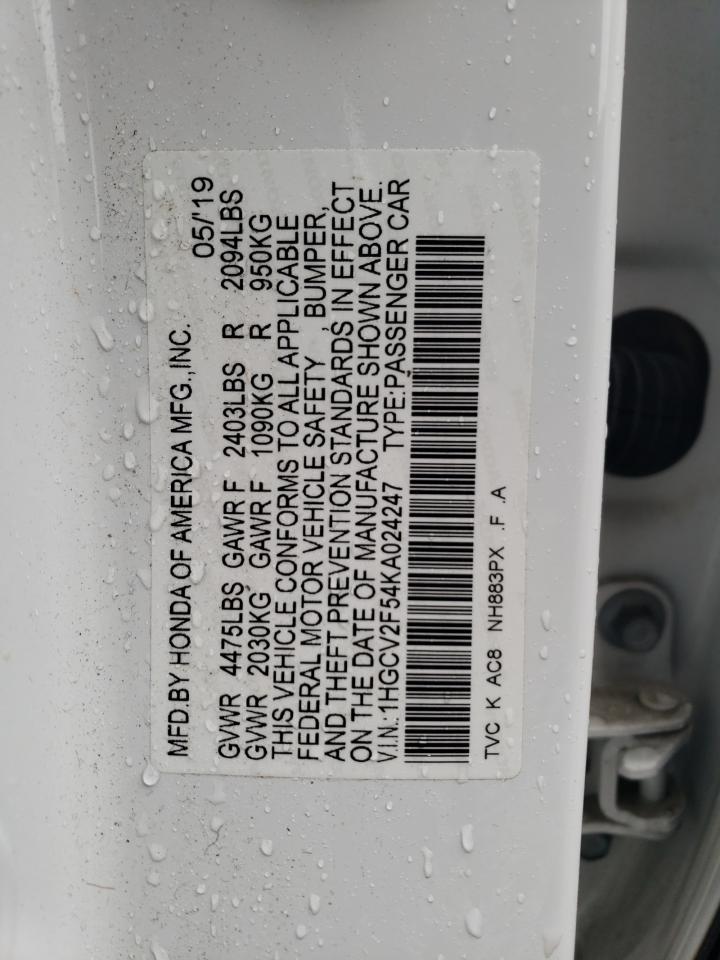 MFD.BY HONDA OF AMERICA MFG.,INC. 05/'19
GVWR 4475LBS GAWR F 2403LBS R 2094LBS
GVWR 2030KG GAWR F 1090KG R 950KG
THIS VEHICLE CONFORMS TO ALL APPLICABLE
FEDERAL MOTOR VEHICLE SAFETY , BUMPER,
AND THEFT PREVENTION STANDARDS IN EFFECT
ON THE DATE OF MANUFACTURE SHOWN ABOVE.
V.I.N.:1HGCV2F54KA024247 TYPE:PASSENGER CAR
TVC K AC8 NH883PX .F .A